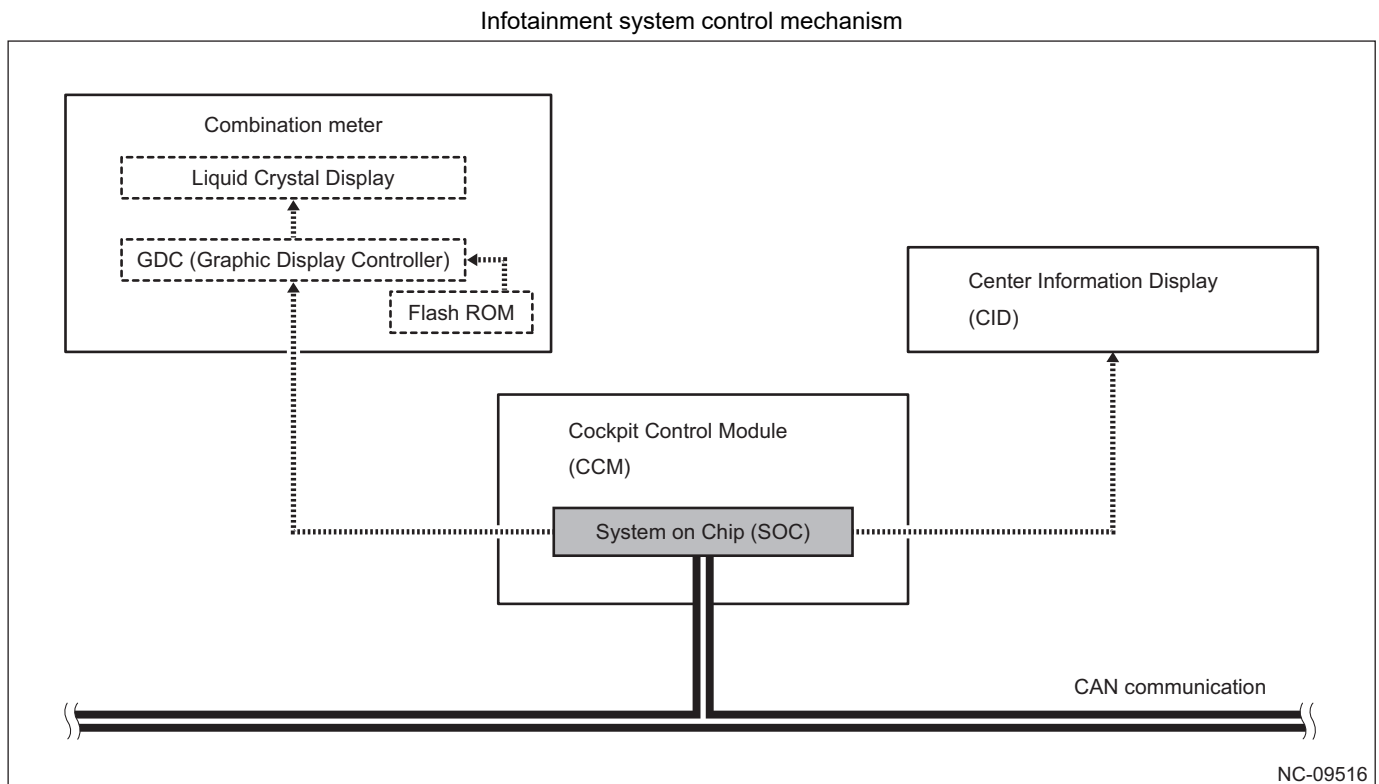 Infotainment system control mechanism
Combination meter
Liquid Crystal Display
GDC (Graphic Display Controller)
Flash ROM
Center Information Display
(CID)
Cockpit Control Module
(CCM)
System on Chip (SOC)
CAN communication
NC-09516